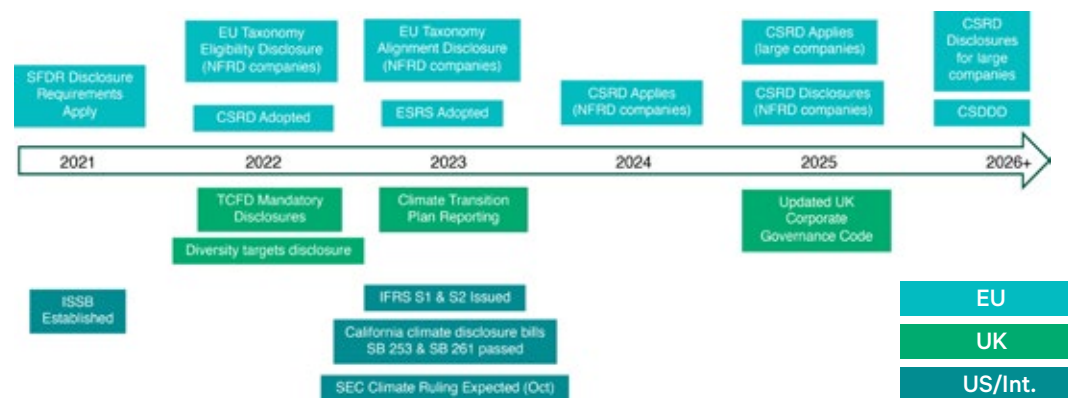 SFDR Disclosure
Requirements
Apply
EU Taxonomy
Eligibility Disclosure
(NFRD companies)
CSRD Adopted
EU Taxonomy
Alignment Disclosure
(NFRD companies)
ESRS Adopted
CSRD Applies
(NFRD companies)
CSRD Applies
(large companies)
CSRD Disclosures
(NFRD companies)
CSRD
Disclosures
for large
companies
CSDDD
2021
2022
2023
2024
2025
2026+
TCFD Mandatory
Disclosures
Diversity targets disclosure
Climate Transition
Plan Reporting
Updated UK
Corporate
Governance Code
ISSB
Established
IFRS S1 & S2 Issued
California climate disclosure bills
SB 253 & SB 261 passed
SEC Climate Ruling Expected (Oct)
EU
UK
US/Int.